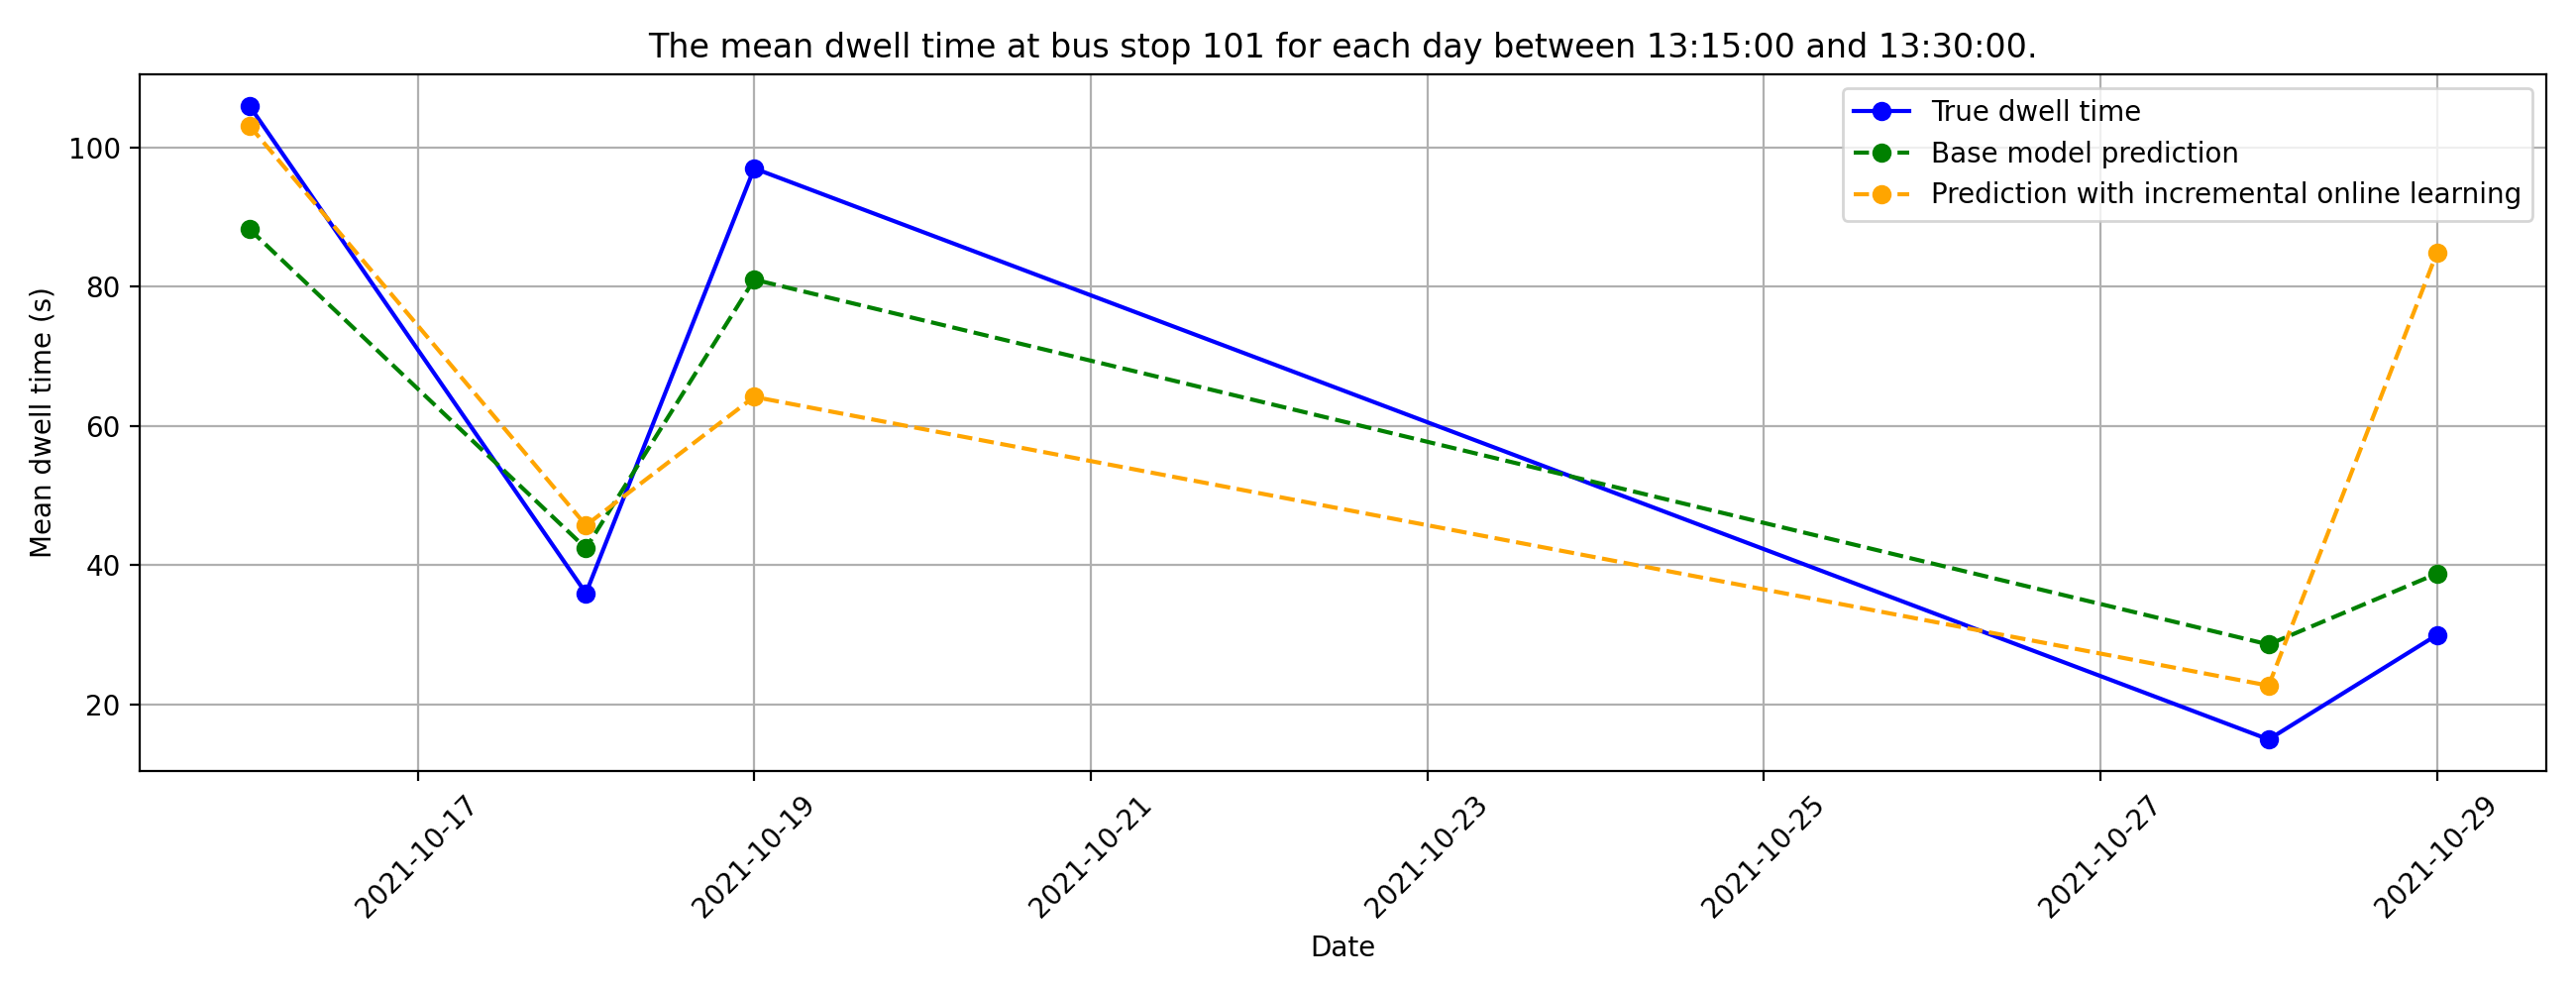 The mean dwell time at bus stop 101 for each day between 13:15:00 and 13:30:00.
True dwell time
Base model prediction
Prediction with incremental online learning
Mean dwell time (s)
100
80
60
40
20
2021-10-17
2021-10-19
2021-10-21
2021-10-23
2021-10-25
2021-10-27
2021-10-29
Date